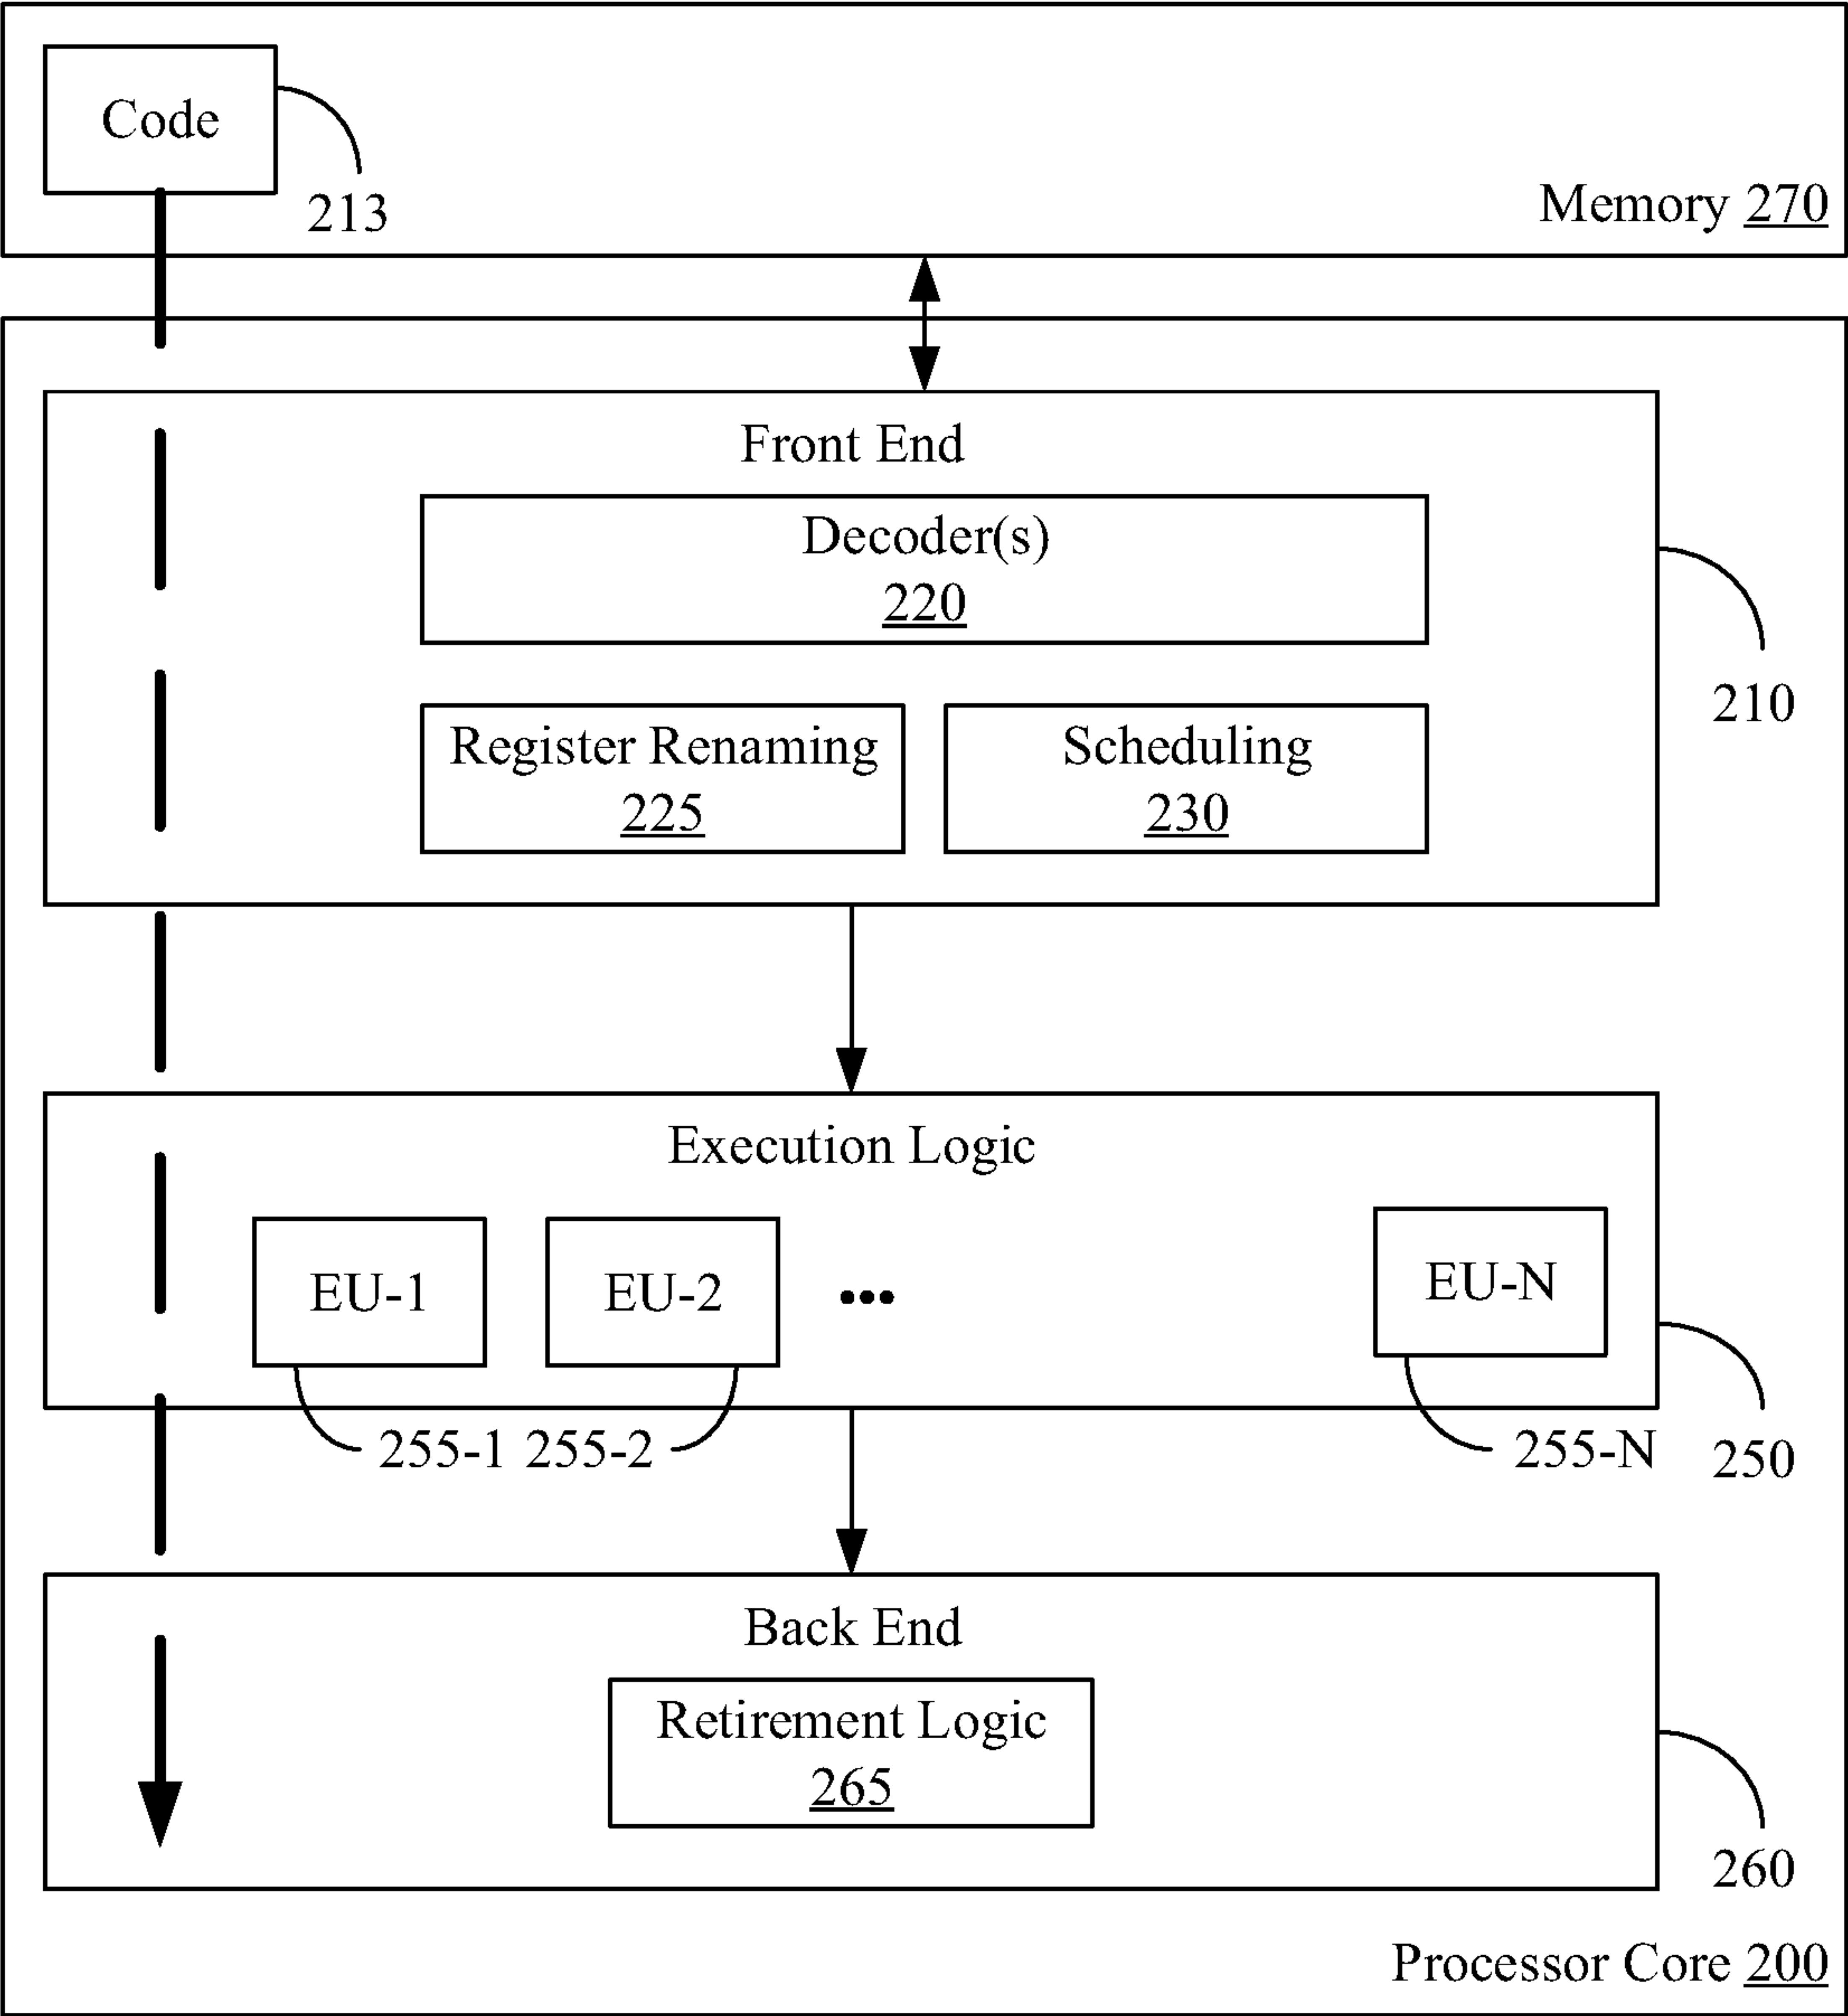 Code
213
Memory 270
Front End
Decoder(s)
220
210
Register Renaming
225
Scheduling
230
Execution Logic
EU-1
EU-2
•••
EU-N
255-1 255-2
255-N
250
Back End
Retirement Logic
265
260
Processor Core 200